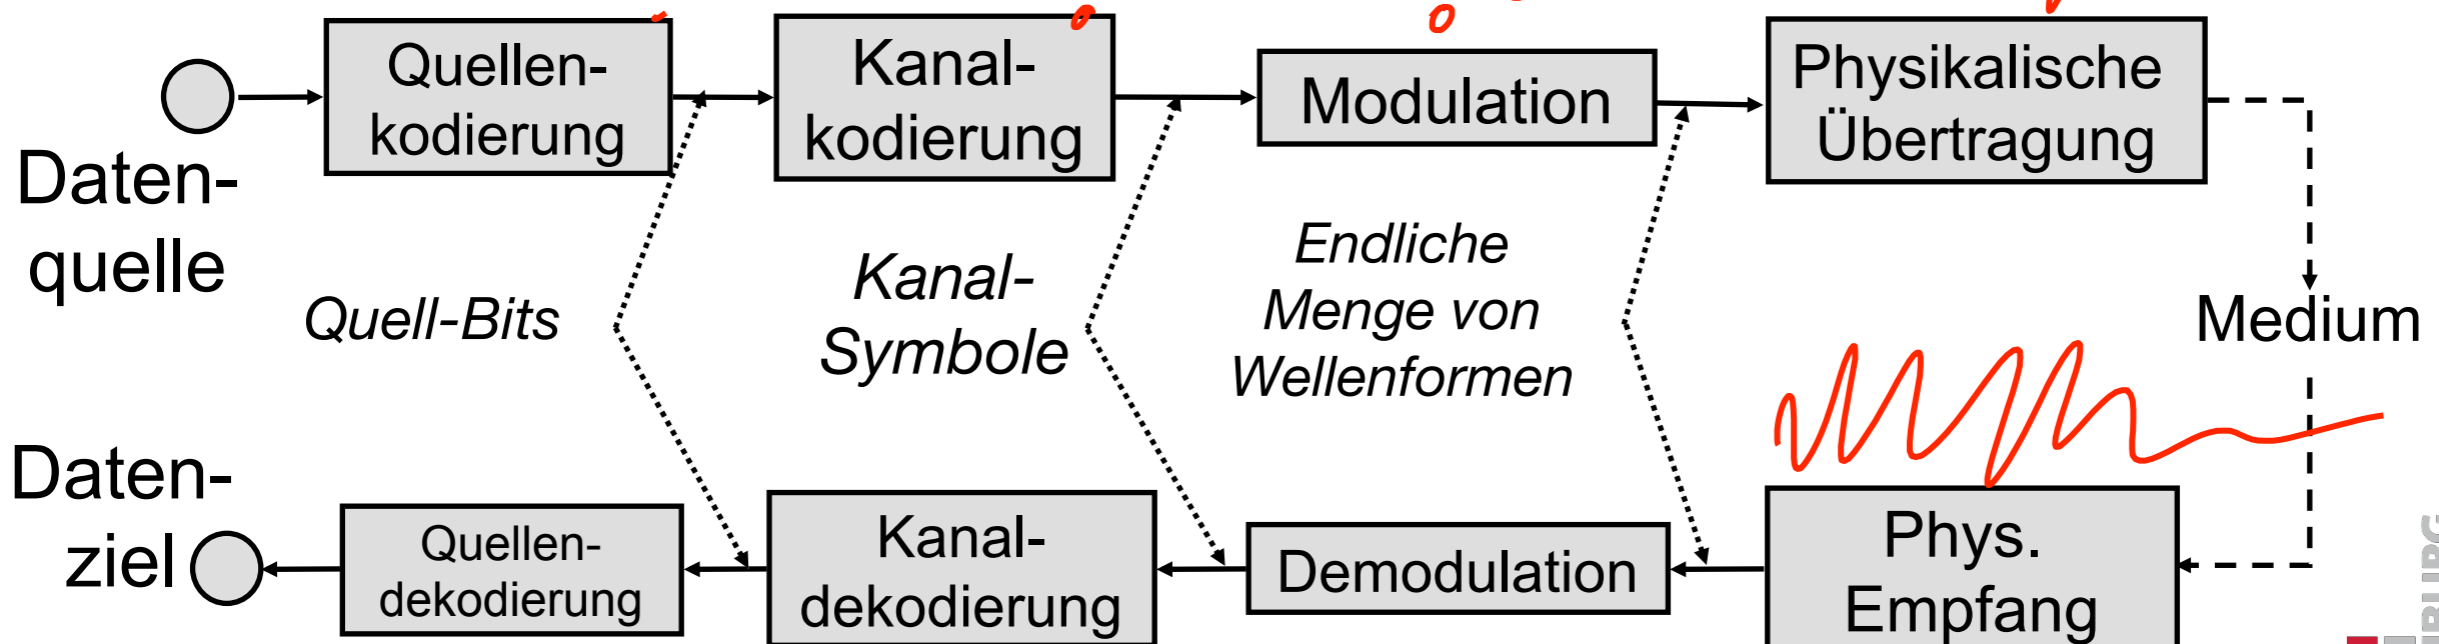 Quellen-
kodierung
Kanal-
kodierung
Modulation
Physikalische
Übertragung
Daten-
quelle
Quell-Bits
Kanal-
Symbole
Endliche
Menge von
Wellenformen
Medium
Daten-
ziel
Quellen-
dekodierung
Kanal-
dekodierung
Demodulation
Phys.
Empfang